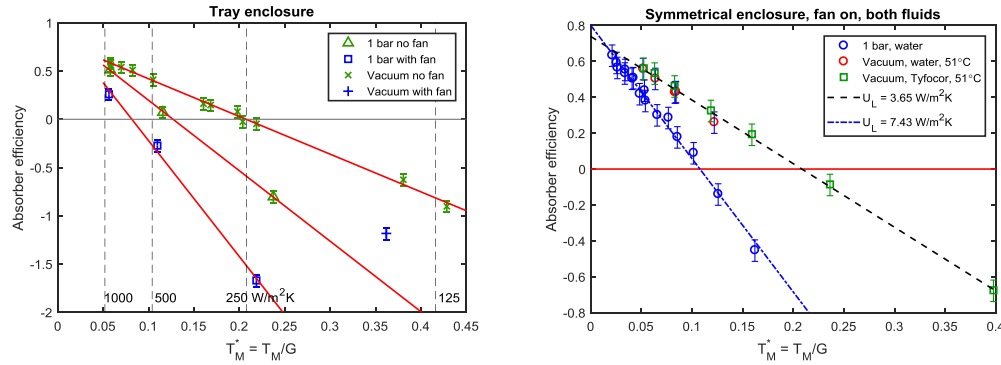 Tray enclosure
1
0.5
0
-0.5
-1
-1.5
-2
Absorber efficiency
1 bar no fan
1 bar with fan
Vacuum no fan
Vacuum with fan
1000
500
250 W/m²K
125
0
0.05
0.1
0.15
0.2
0.25
0.3
0.35
0.4
0.45
T*M = TM/G
Symmetrical enclosure, fan on, both fluids
0.8
0.6
0.4
0.2
0
-0.2
-0.4
-0.6
-0.8
Absorber efficiency
1 bar, water
Vacuum, water, 51°C
Vacuum, Tyfocor, 51°C
UL = 3.65 W/m²K
UL = 7.43 W/m²K
0
0.05
0.1
0.15
0.2
0.25
0.3
0.35
0.4
T*M = TM/G